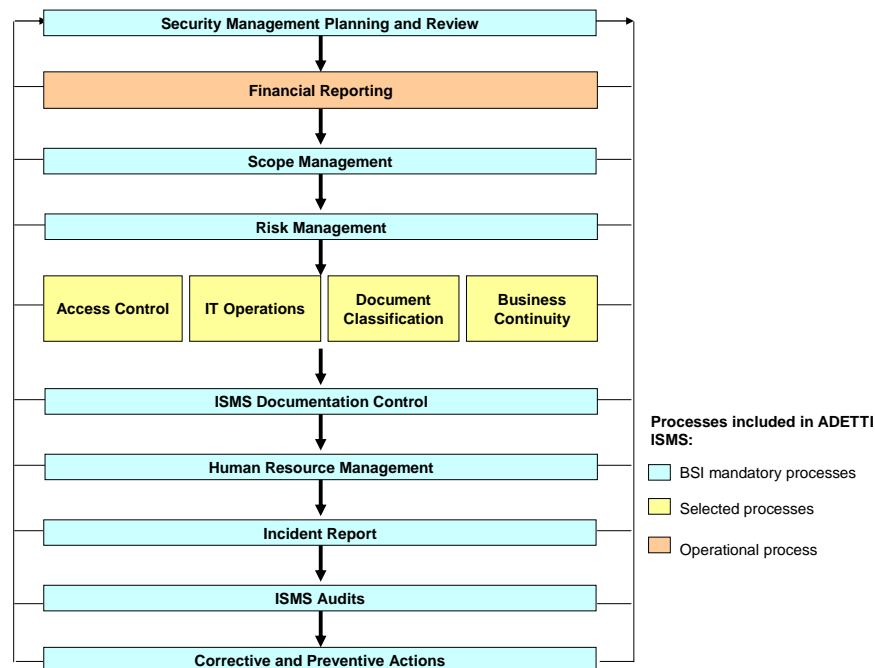 Security Management Planning and Review
Financial Reporting
Scope Management
Risk Management
Access Control
IT Operations
Document
Classification
Business
Continuity
ISMS Documentation Control
Human Resource Management
Incident Report
ISMS Audits
Corrective and Preventive Actions
Processes included in ADETTI
ISMS:
BSI mandatory processes
Selected processes
Operational process